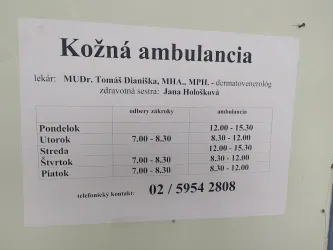 Kožná ambulancia
lekár: MUDr. Tomáš Dianiška, MHA., MPH. - dermatovenerológ
zdravotná sestra: Jana Hološková
odbery zákroky ambulancia
Pondelok 12.00 - 15.30
Utorok 7.00 - 8.30 8.30 - 12.00
Streda 12.00 - 15.30
Štvrtok 7.00 - 8.30 8.30 - 12.00
Piatok 7.00 - 8.30 8.30 - 12.00
telefonický kontakt: 02 / 5954 2808